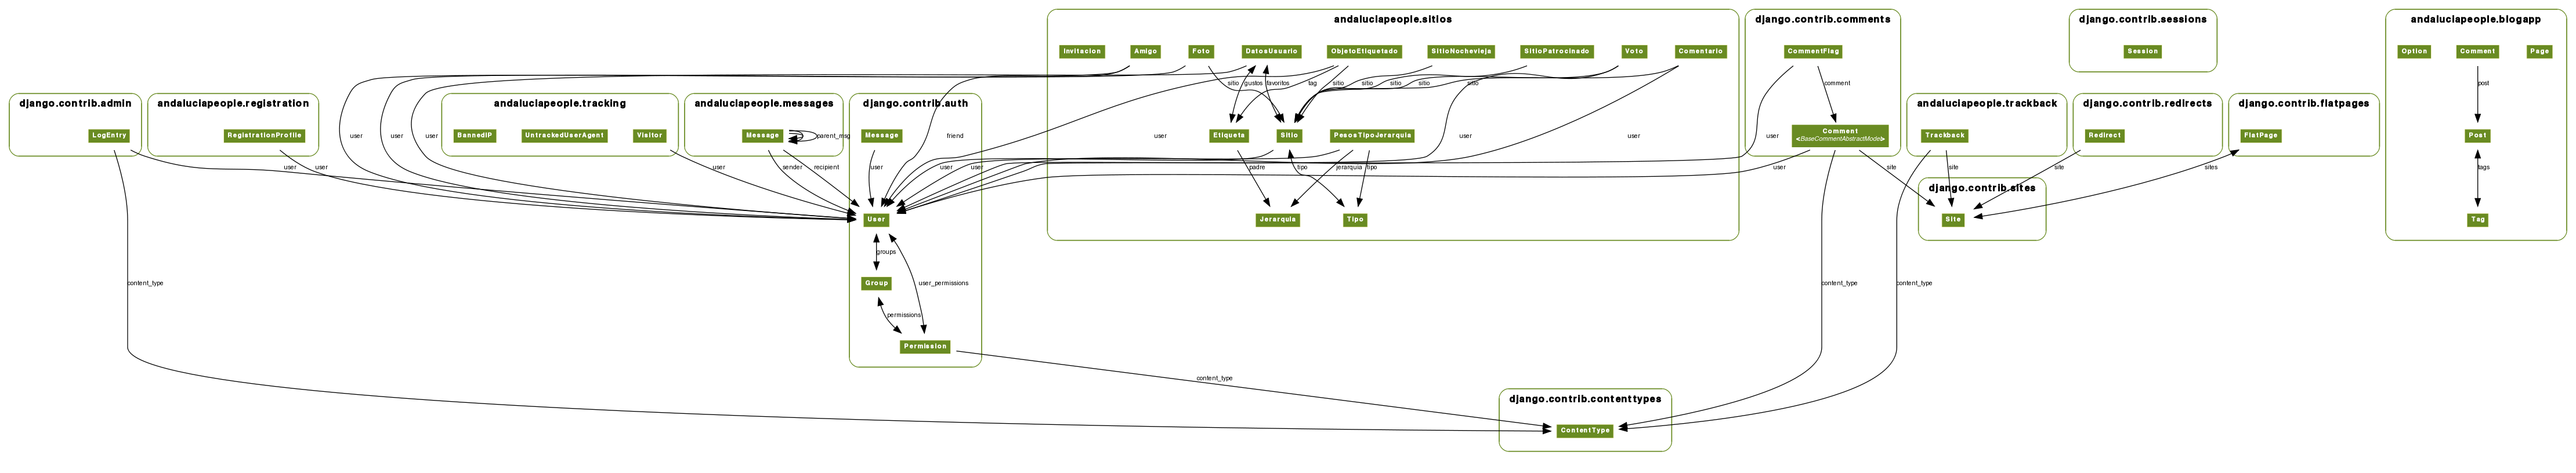 andaluciapeople.sitios
django.contrib.comments
django.contrib.sessions
andaluciapeople.blogapp
Invitacion
Amigo
Foto
DatosUsuario
ObjetoEtiquetado
SitioNochevieja
SitioPatrocinado
Voto
Comentario
CommentFlag
Session
Option
Comment
Page
sitio
gustos
favoritos
tag
sitio
sitio
sitio
sitio
sitio
comment
post
django.contrib.admin
andaluciapeople.registration
andaluciapeople.tracking
andaluciapeople.messages
django.contrib.auth
andaluciapeople.trackback
django.contrib.redirects
django.contrib.flatpages
LogEntry
RegistrationProfile
BannedIP
UntrackedUserAgent
Visitor
Message
parent_msg
Message
Etiqueta
Sitio
PesosTipoJerarquia
Comment
<BaseCommentAbstractModel>
Trackback
Redirect
FlatPage
Post
user
user
user
friend
user
user
user
user
user
user
user
sender
recipient
user
user
user
padre
tipo
jerarquia
tipo
user
site
site
site
sites
tags
django.contrib.sites
User
Jerarquia
Tipo
Site
Tag
groups
Group
user_permissions
content_type
content_type
content_type
permissions
Permission
content_type
django.contrib.contenttypes
ContentType